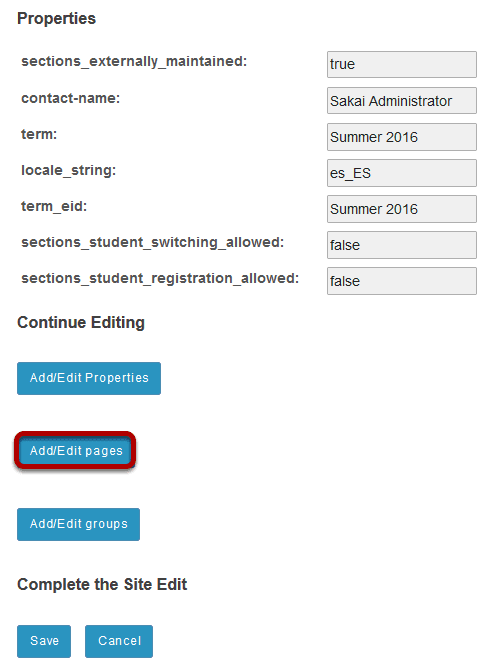 Properties
sections_externally_maintained: true
contact-name: Sakai Administrator
term: Summer 2016
locale_string: es_ES
term_eid: Summer 2016
sections_student_switching_allowed: false
sections_student_registration_allowed: false
Continue Editing
Add/Edit Properties
Add/Edit pages
Add/Edit groups
Complete the Site Edit
Save Cancel